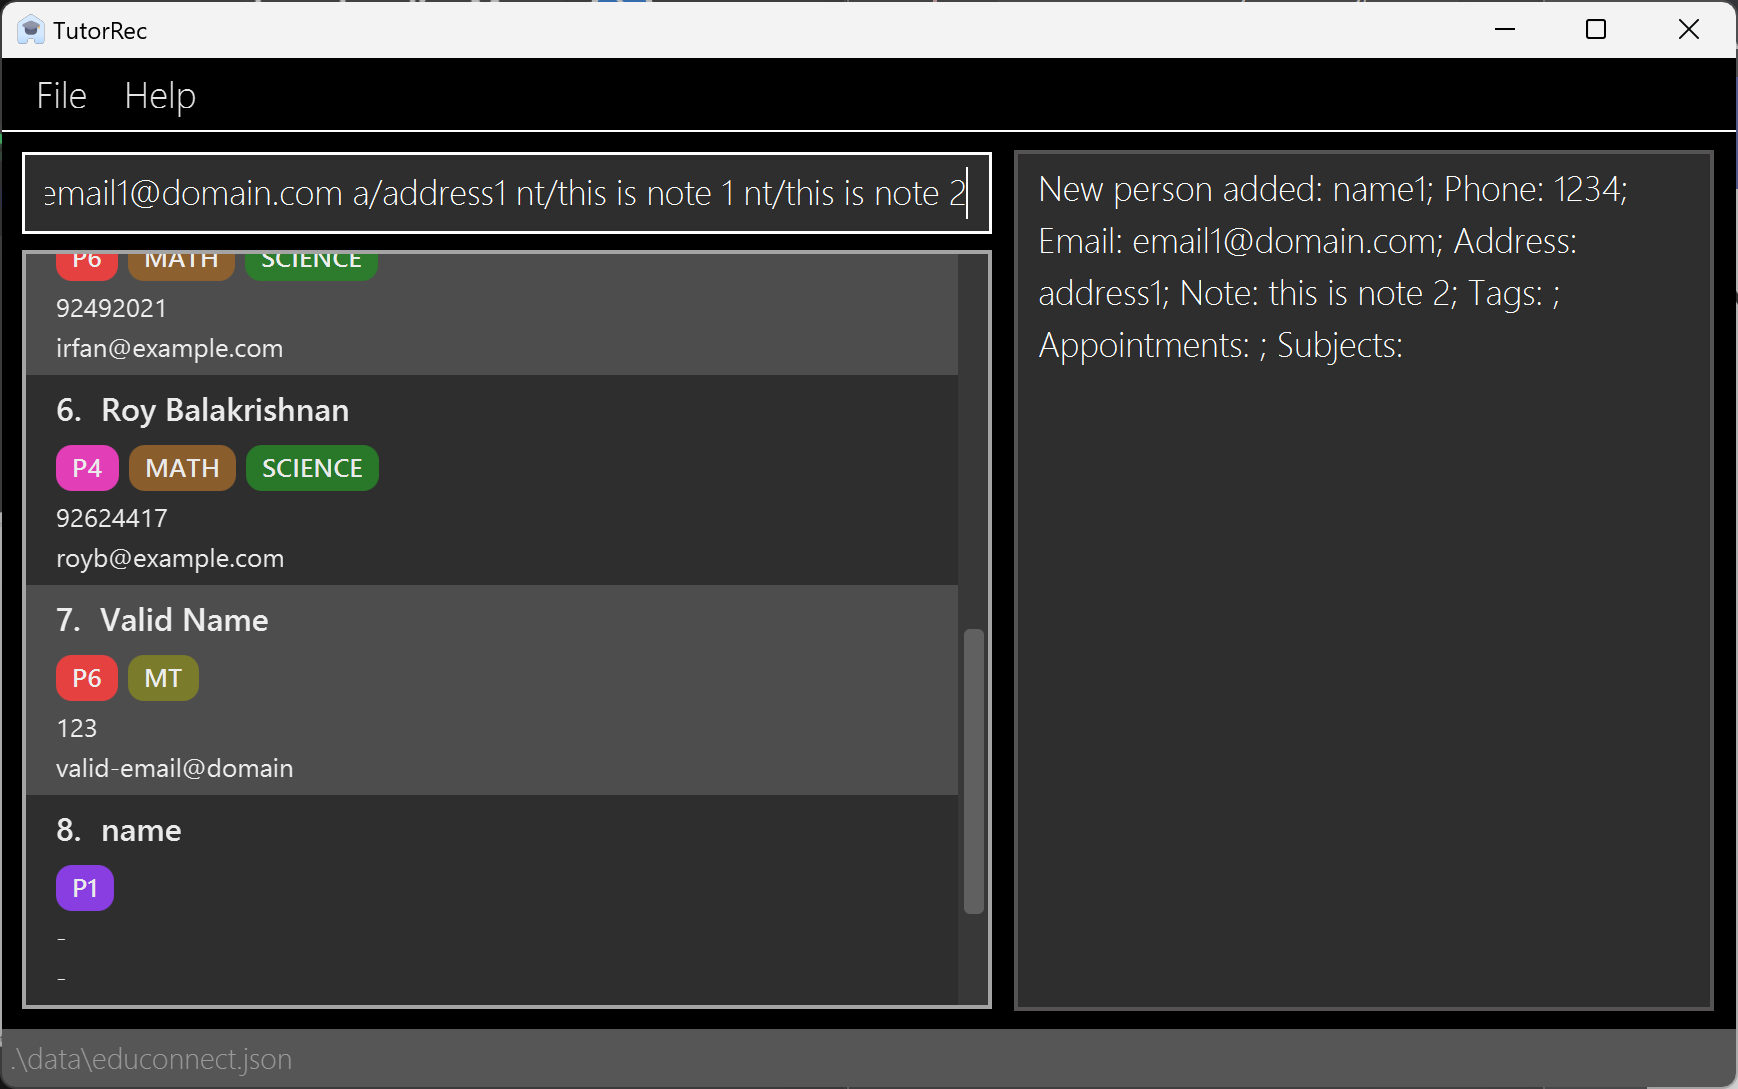 TutorRec
File Help
email1@domain.com a/address1 nt/this is note 1 nt/this is note 2
P6 MATH SCIENCE
92492021
irfan@example.com
6. Roy Balakrishnan
P4 MATH SCIENCE
92624417
royb@example.com
7. Valid Name
P6 MT
123
valid-email@domain
8. name
P1
-
-
New person added: name1; Phone: 1234;
Email: email1@domain.com; Address:
address1; Note: this is note 2; Tags: ;
Appointments: ; Subjects:
.\data\educonnect.json